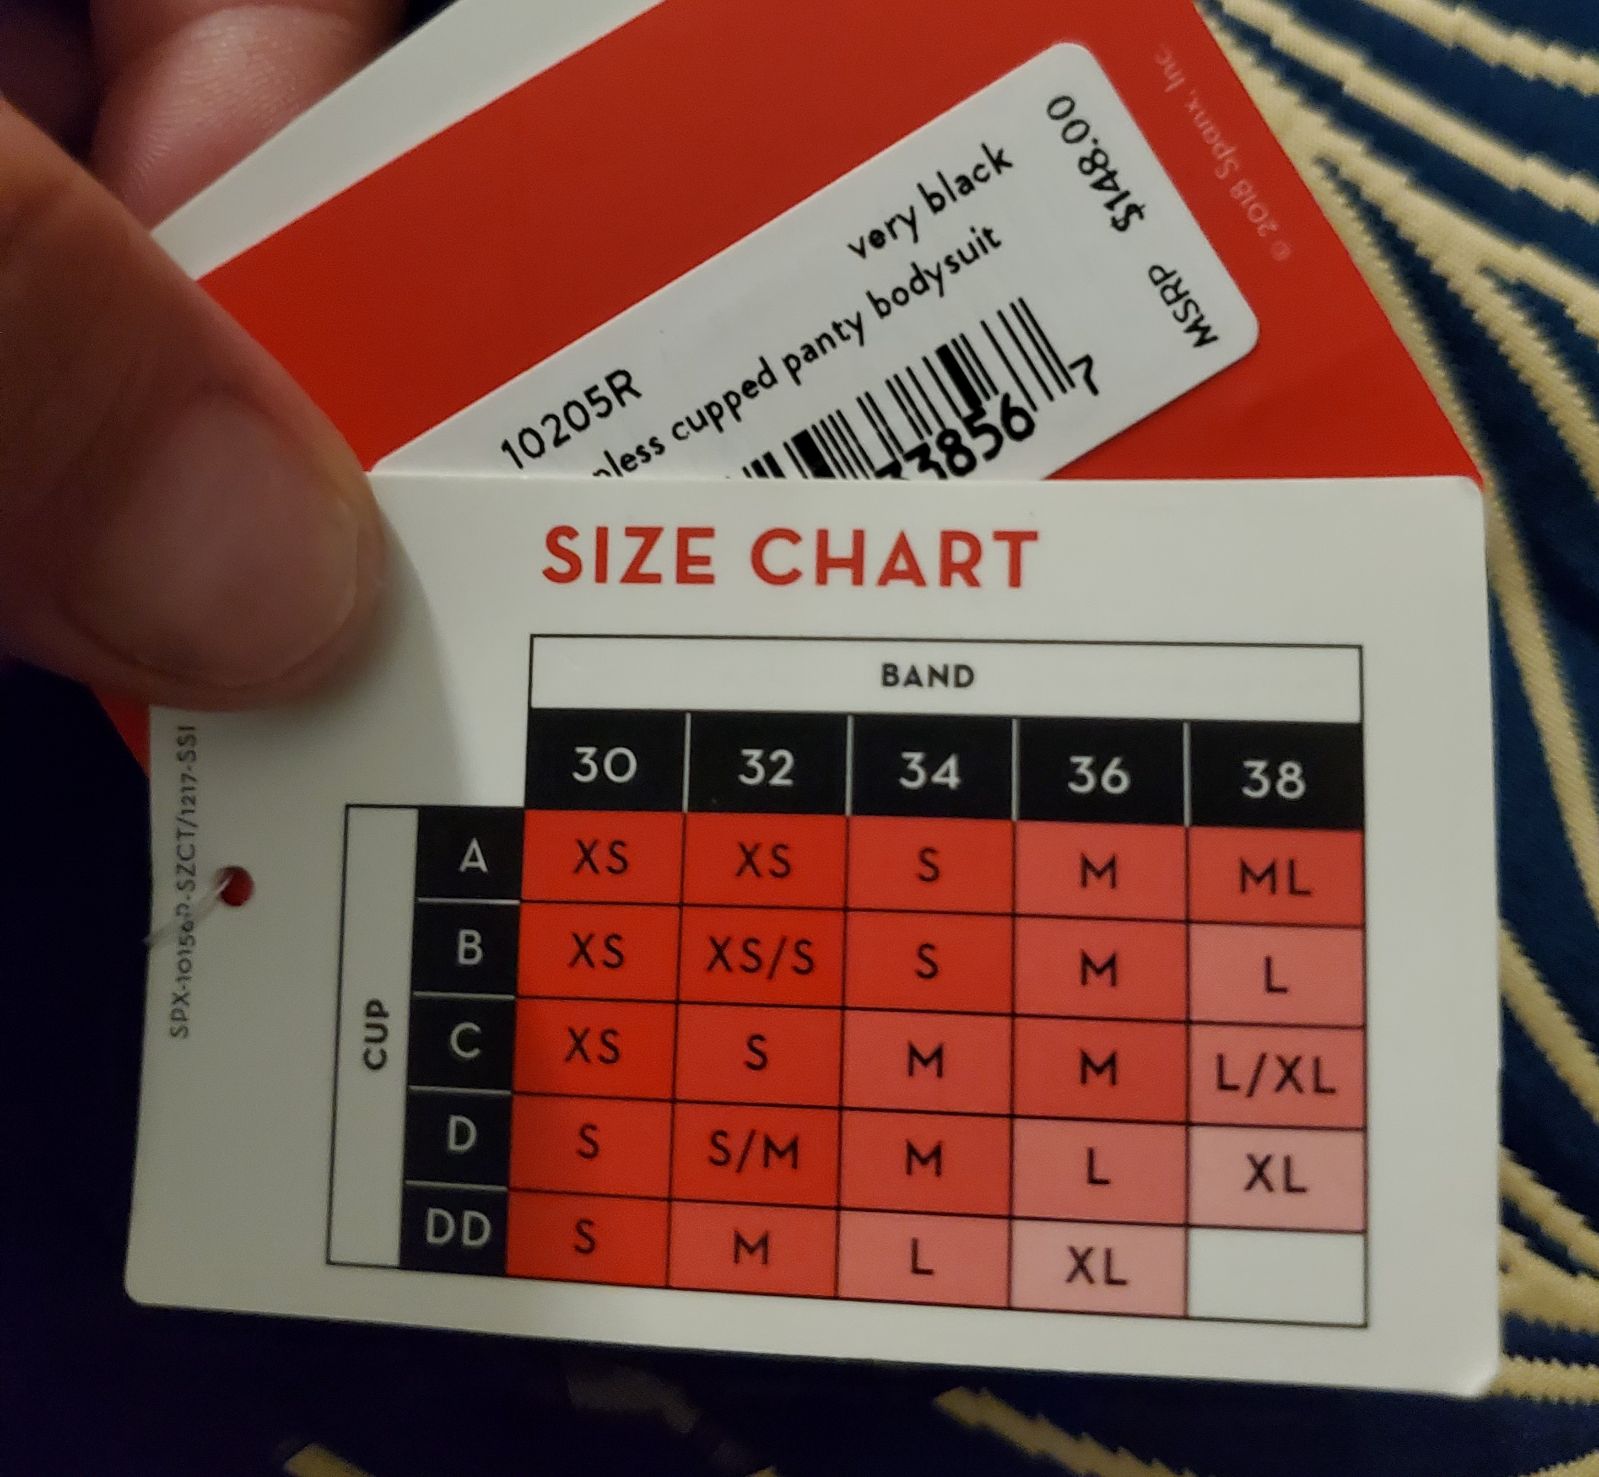 © 2018 Spanx, Inc
MSRP $148.00
10205R very black
cupped panty bodysuit
3856 7
SIZE CHART
BAND
30 32 34 36 38
CUP
A XS XS S M ML
B XS XS/S S M L
C XS S M M L/XL
D S S/M M L XL
DD S M L XL